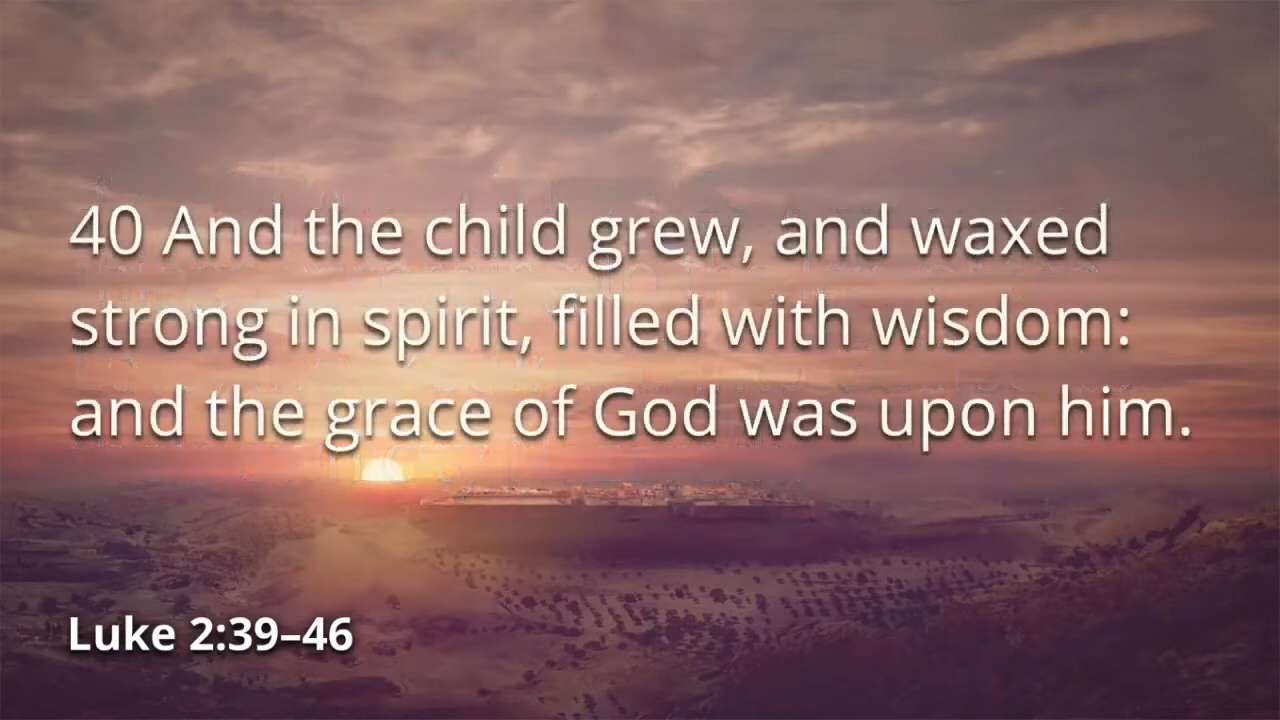 40 And the child grew, and waxed
strong in spirit, filled with wisdom:
and the grace of God was upon him.
Luke 2:39–46